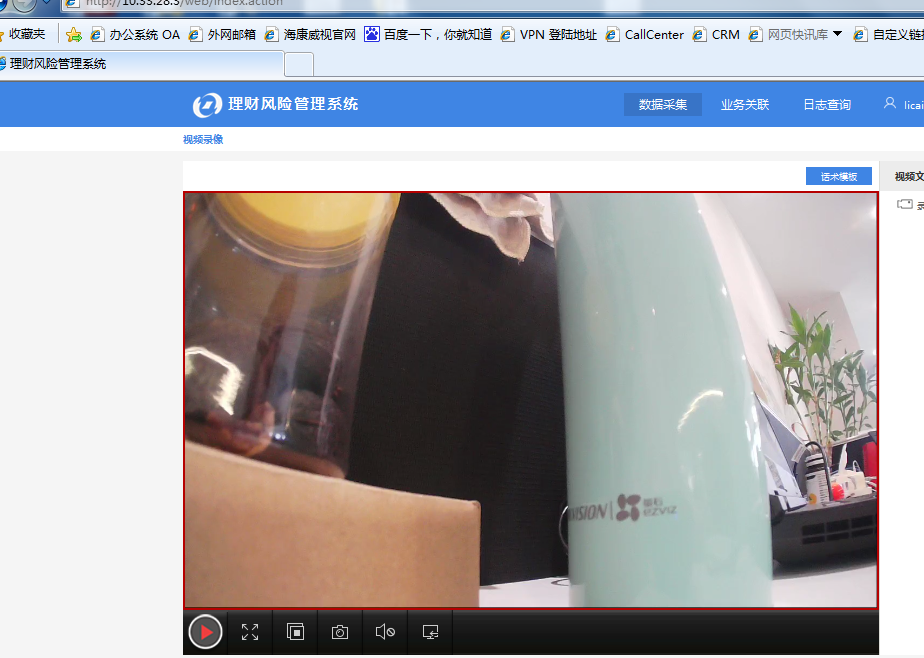 http://10.33.28.3/web/index.action
收藏夹 办公系统 OA 外网邮箱 海康威视官网 百度一下，你就知道 VPN 登陆地址 CallCenter CRM 网页快讯库 自定义链
理财风险管理系统
理财风险管理系统 数据采集 业务关联 日志查询 licai
视频录像
话术模板 视频文
VISION 萤石
EZVIZ